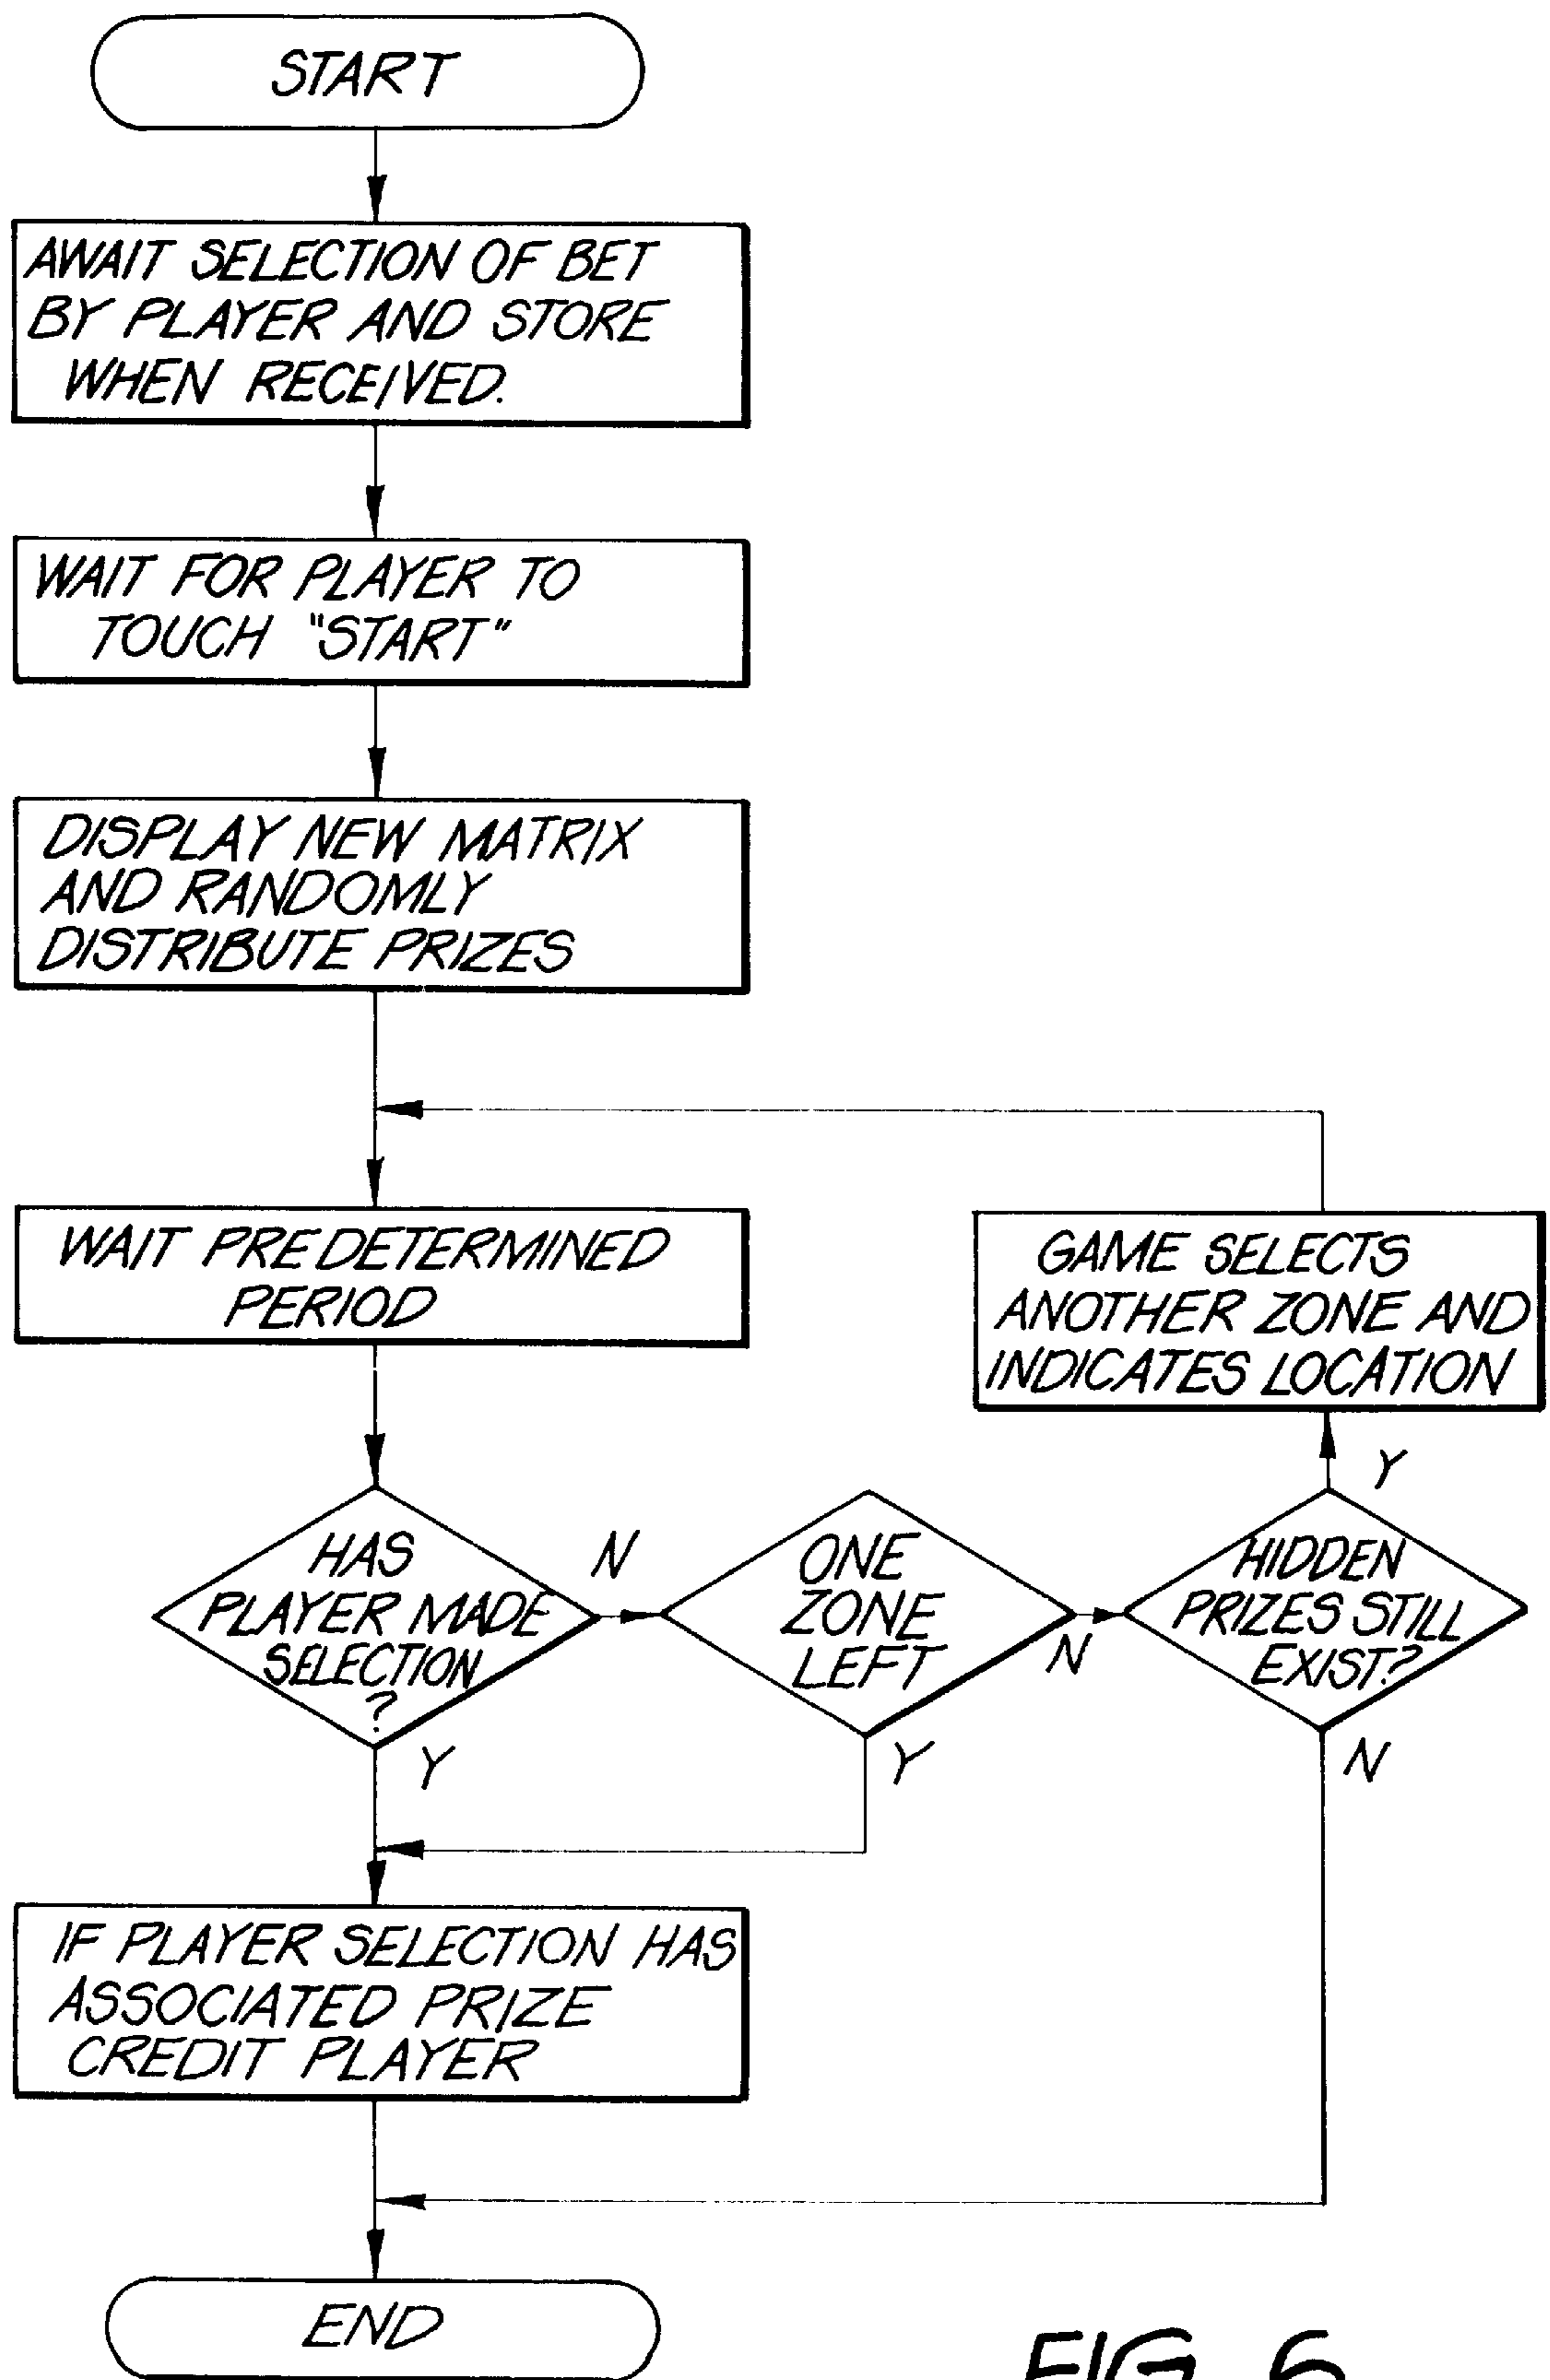 START
AWAIT SELECTION OF BET
BY PLAYER AND STORE
WHEN RECEIVED.
WAIT FOR PLAYER TO
TOUCH "START"
DISPLAY NEW MATRIX
AND RANDOMLY
DISTRIBUTE PRIZES
WAIT PREDETERMINED
PERIOD
GAME SELECTS
ANOTHER ZONE AND
INDICATES LOCATION
Y
HAS
PLAYER MADE
SELECTION
?
N
Y
ONE
ZONE
LEFT
N
Y
HIDDEN
PRIZES STILL
EXIST?
N
IF PLAYER SELECTION HAS
ASSOCIATED PRIZE
CREDIT PLAYER
END
FIG. 6